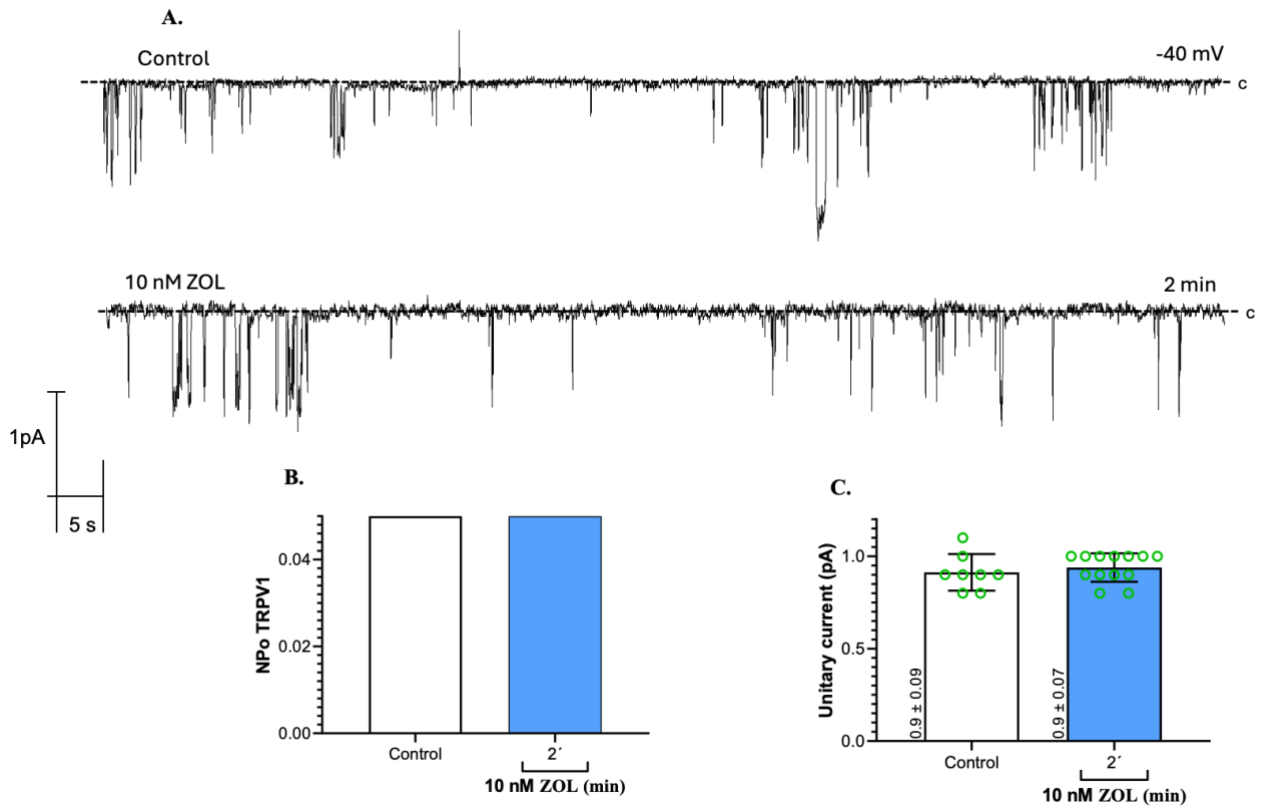 A.
Control
-40 mV
c
10 nM ZOL
2 min
c
1pA
5 s
B.
NPo TRPV1
0.04
0.02
0.00
Control
2´
10 nM ZOL (min)
C.
Unitary current (pA)
1.0
0.5
0.0
0.9 ± 0.09
0.9 ± 0.07
Control
2´
10 nM ZOL (min)